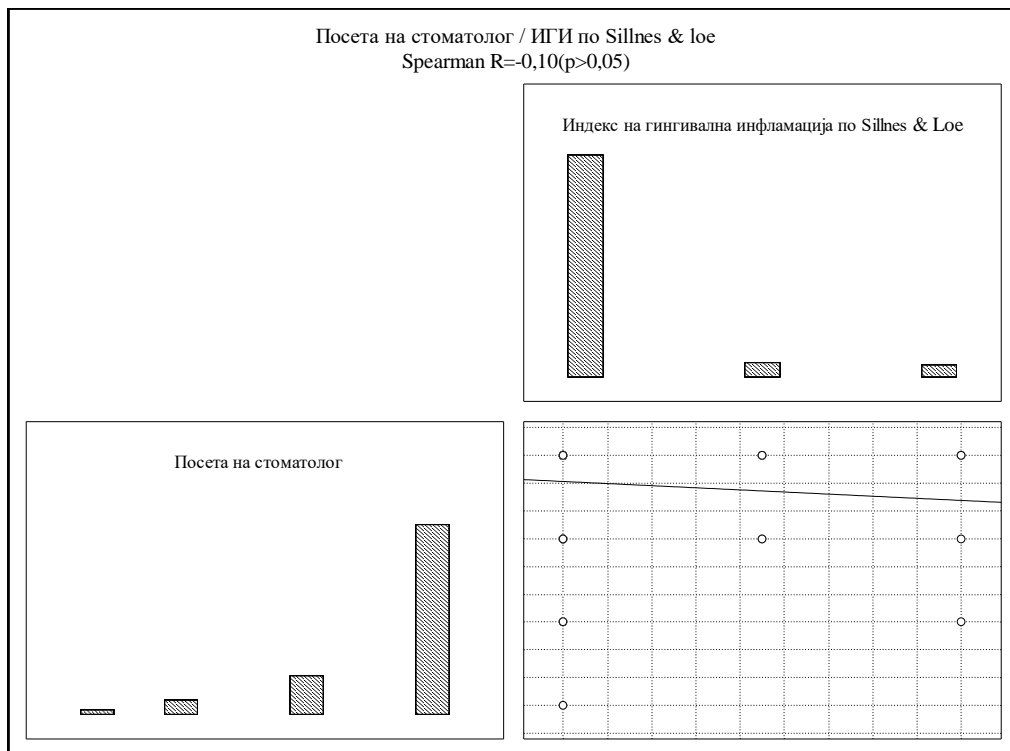 Посета на стоматолог / ИГИ по Sillnes & loe
Spearman R=-0,10(p>0,05)
Индекс на гингивална инфламација по Sillnes & Loe
Посета на стоматолог